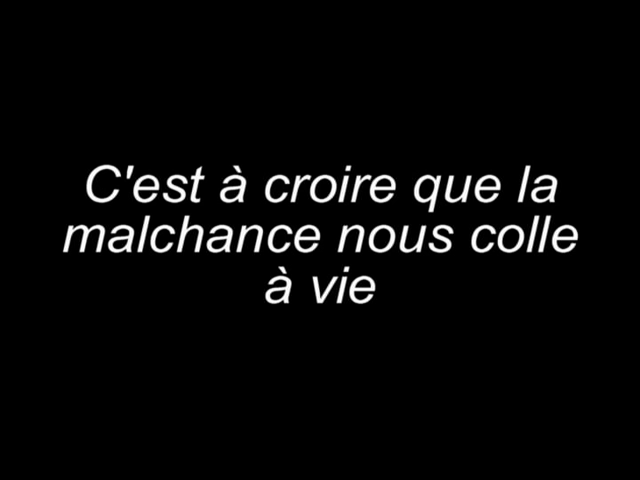 C'est à croire que la
malchance nous colle
à vie